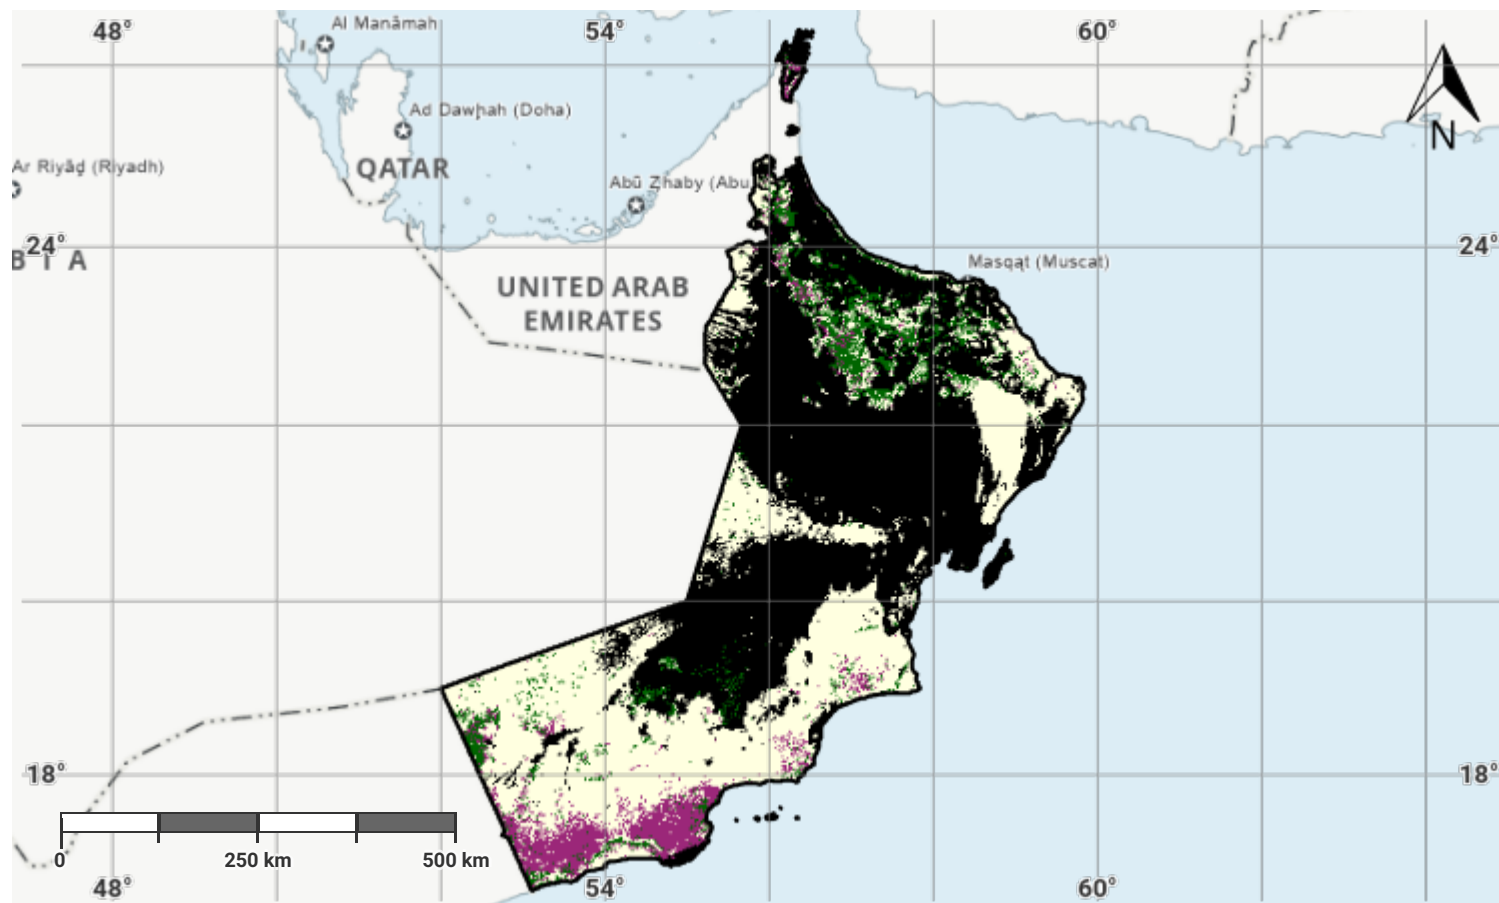 48°
54°
60°
Al Manāmah
Ad Dawḩah (Doha)
N
Ar Riyāḑ (Riyadh)
QATAR
Abū Z̧haby (Abu
24°
24°
B I A
Masqaţ (Muscat)
UNITED ARAB
EMIRATES
18°
18°
0
250 km
500 km
48°
54°
60°